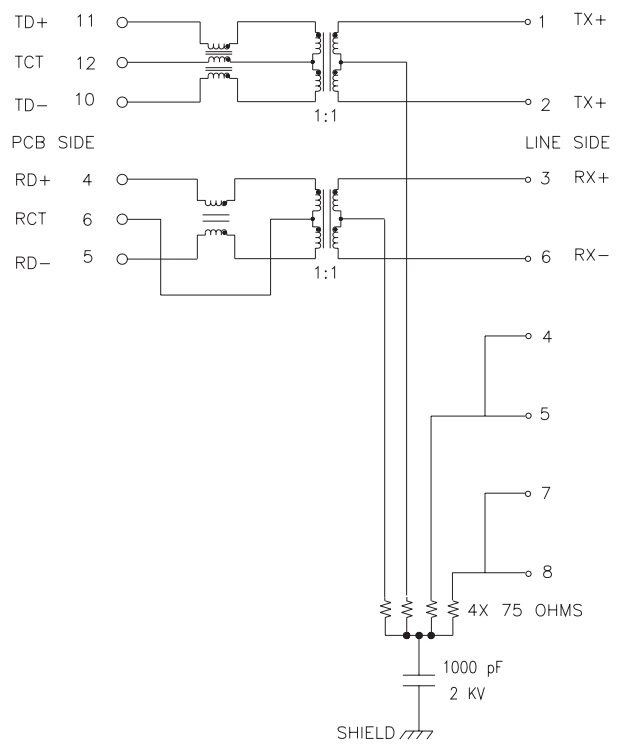 TD+ 11 1 TX+
TCT 12
TD- 10 2 TX+
1:1
PCB SIDE LINE SIDE
RD+ 4 3 RX+
RCT 6
RD- 5 6 RX-
1:1
4
5
7
8
4X 75 OHMS
1000 pF
2 KV
SHIELD